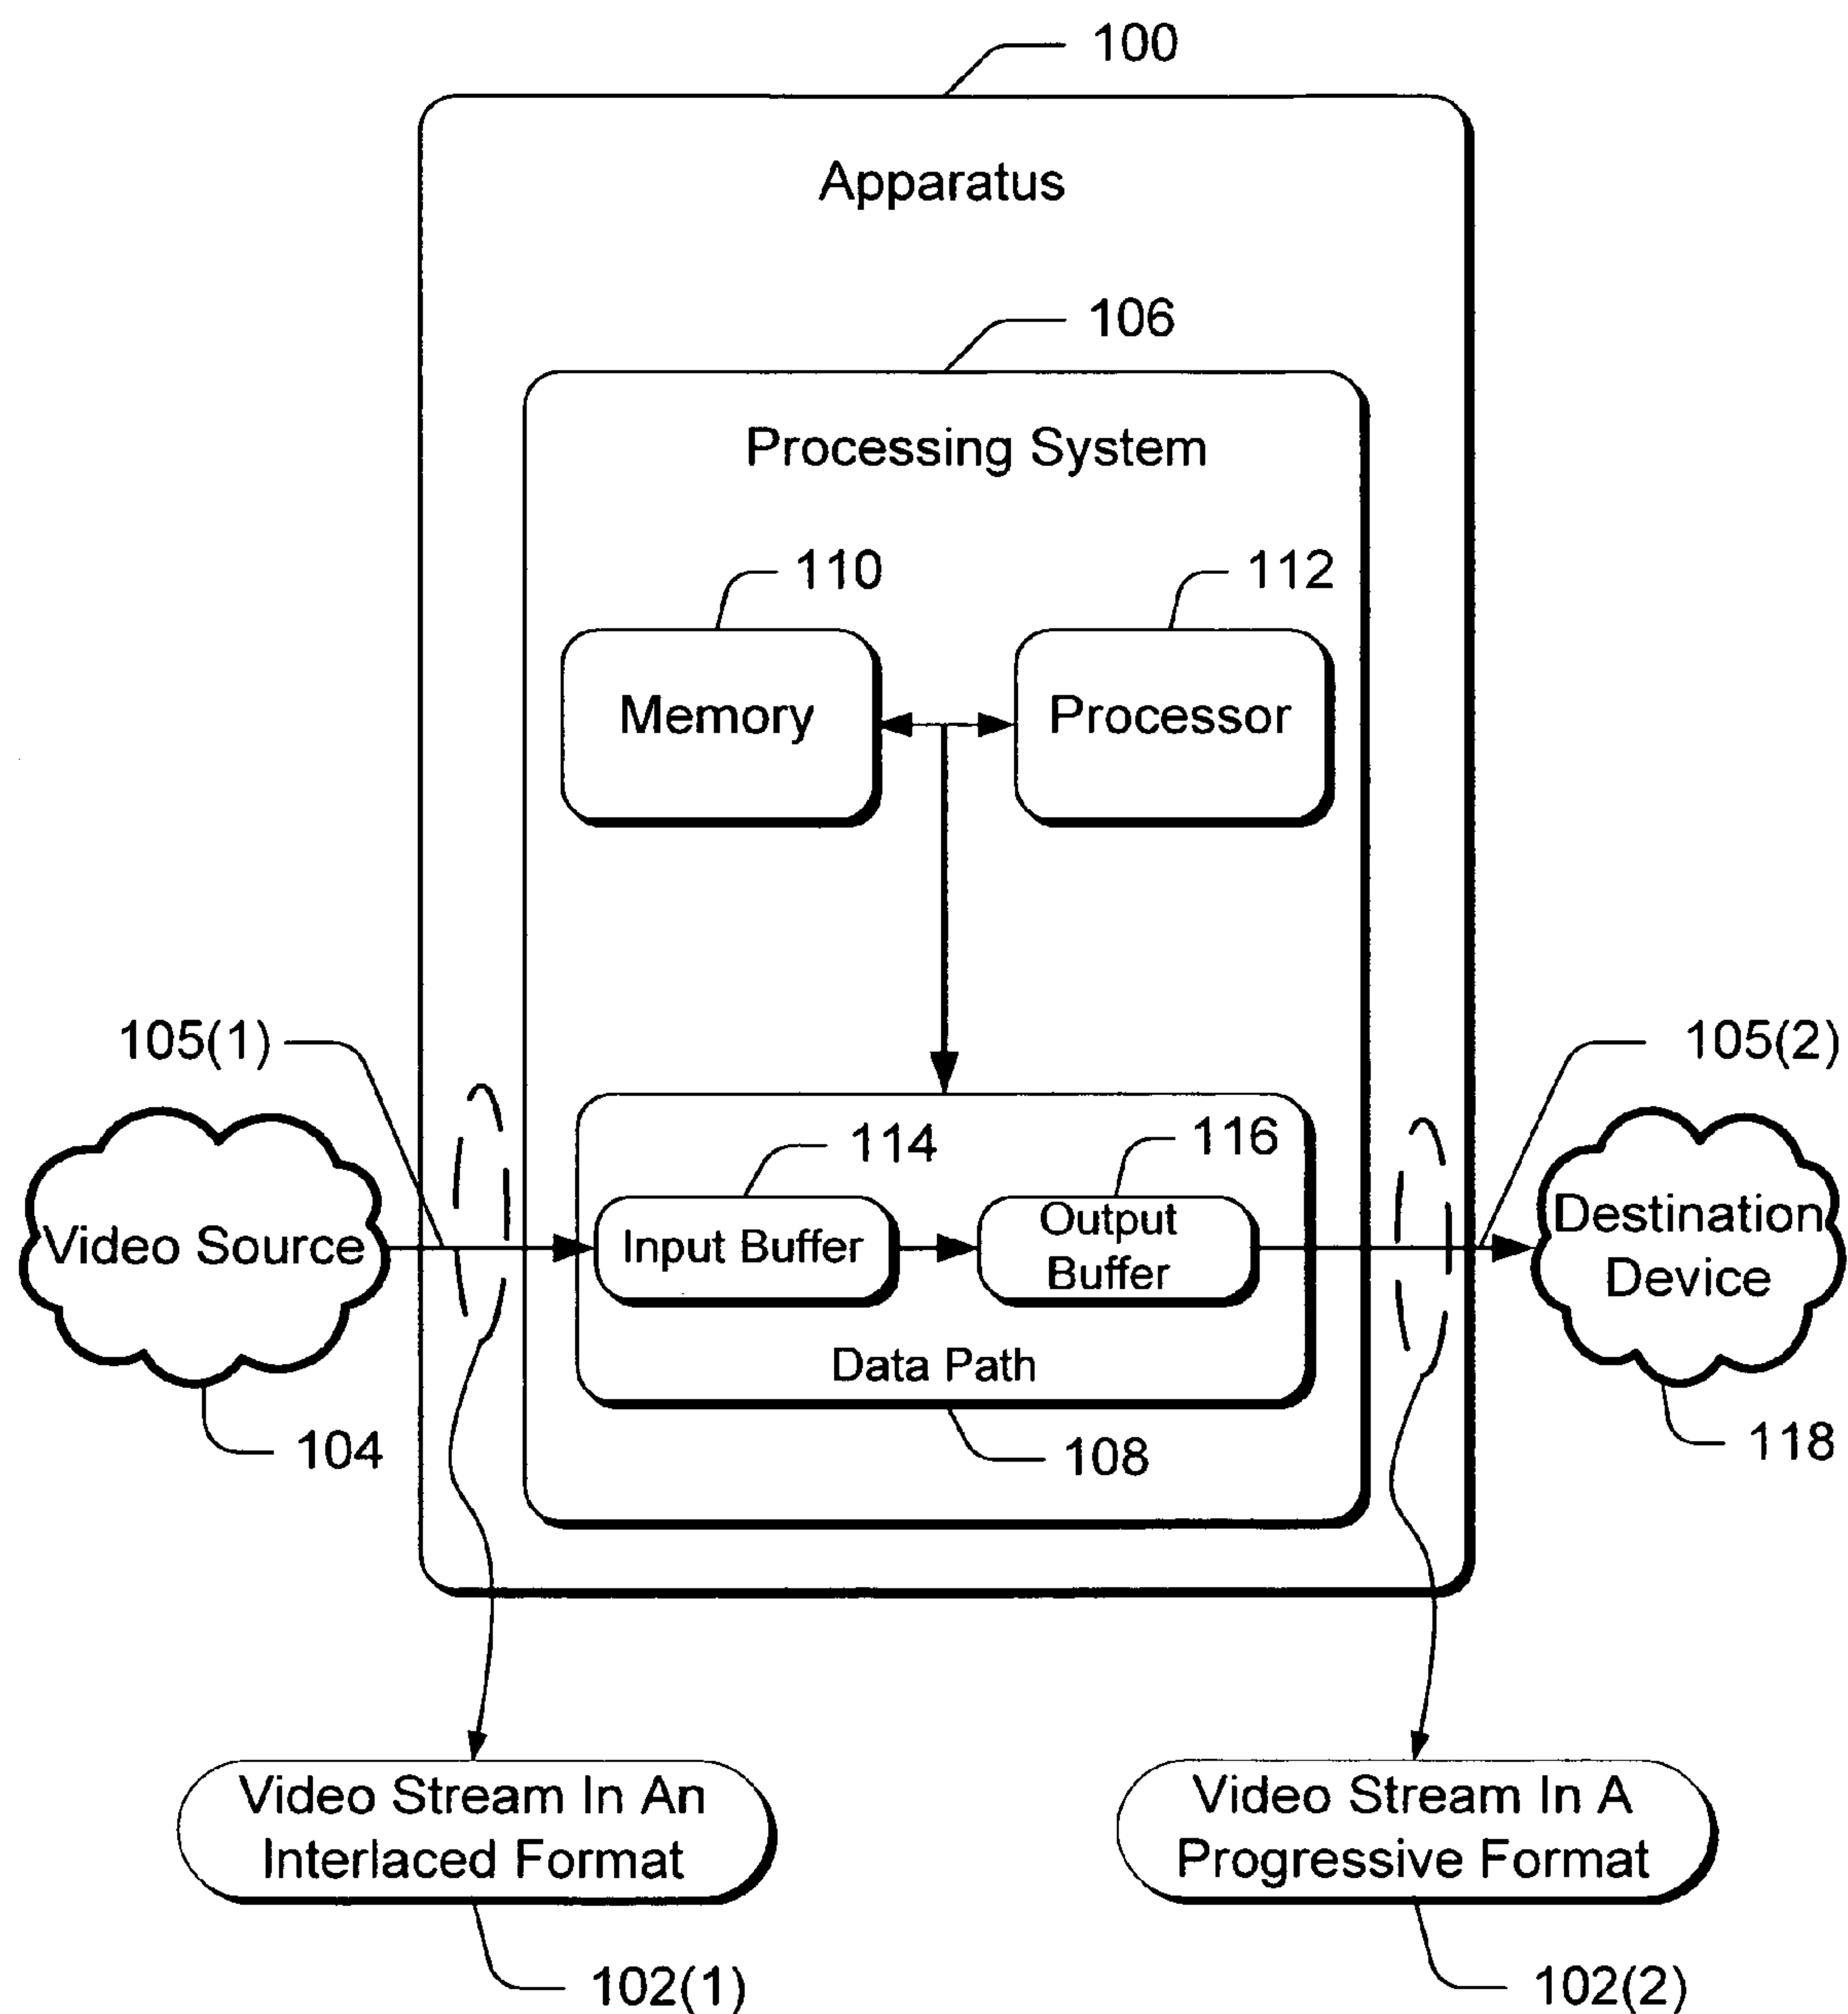 100
Apparatus
106
Processing System
110
112
Memory
Processor
105(1)
105(2)
114
116
Video Source
Input Buffer
Output
Buffer
Destination
Device
Data Path
104
108
118
Video Stream In An
Interlaced Format
Video Stream In A
Progressive Format
102(1)
102(2)